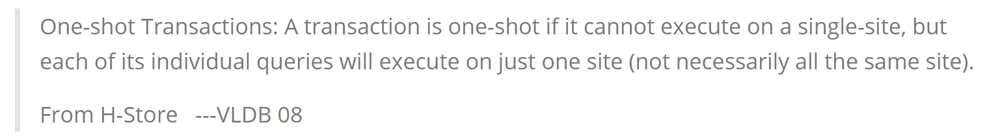 One-shot Transactions: A transaction is one-shot if it cannot execute on a single-site, but
each of its individual queries will execute on just one site (not necessarily all the same site).
From H-Store ---VLDB 08